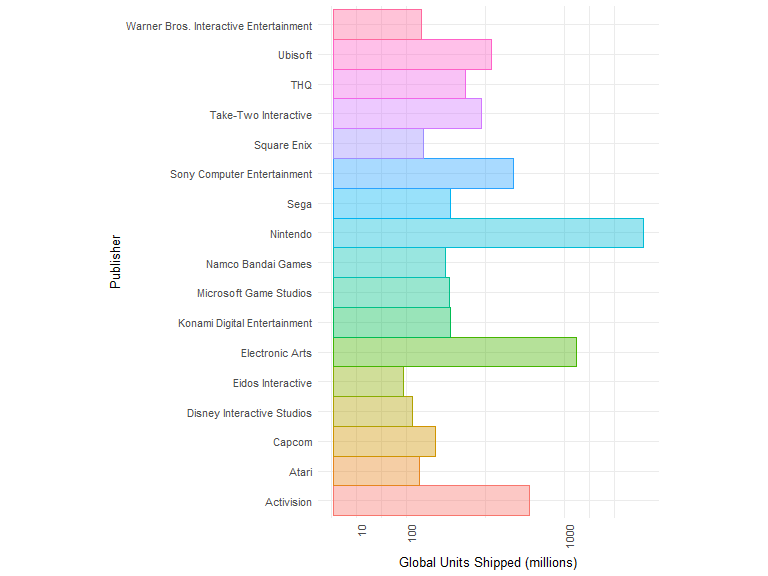 Warner Bros. Interactive Entertainment
Ubisoft
THQ
Take-Two Interactive
Square Enix
Sony Computer Entertainment
Sega
Nintendo
Namco Bandai Games
Microsoft Game Studios
Konami Digital Entertainment
Electronic Arts
Eidos Interactive
Disney Interactive Studios
Capcom
Atari
Activision
Publisher
10
100
1000
Global Units Shipped (millions)